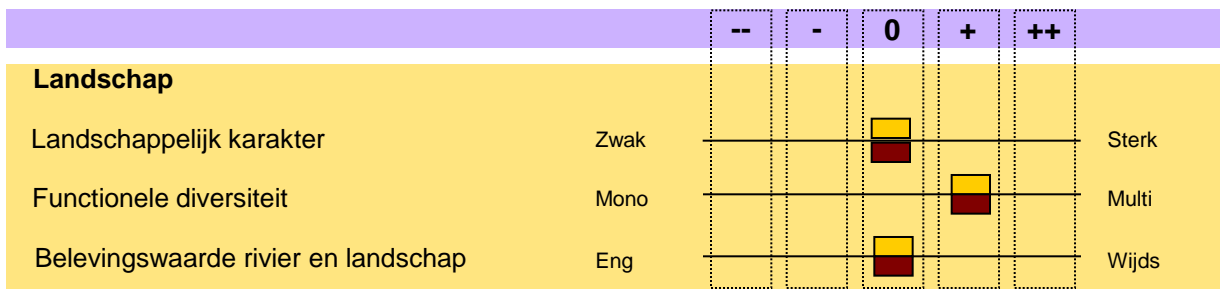 -- - 0 + ++
Landschap
Landschappelijk karakter Zwak Sterk
Functionele diversiteit Mono Multi
Belevingswaarde rivier en landschap Eng Wijds